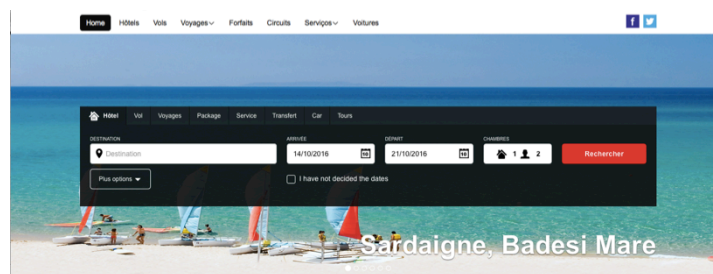 Home Hôtels Vols Voyages Forfaits Circuits Serviços Voitures
f
Hôtel Vol Voyages Package Service Transfert Car Tours
DESTINATION ARRIVÉE DÉPART CHAMBRES
Destination 14/10/2016 21/10/2016 1 2 Rechercher
Plus options I have not decided the dates
Sardaigne, Badesi Mare